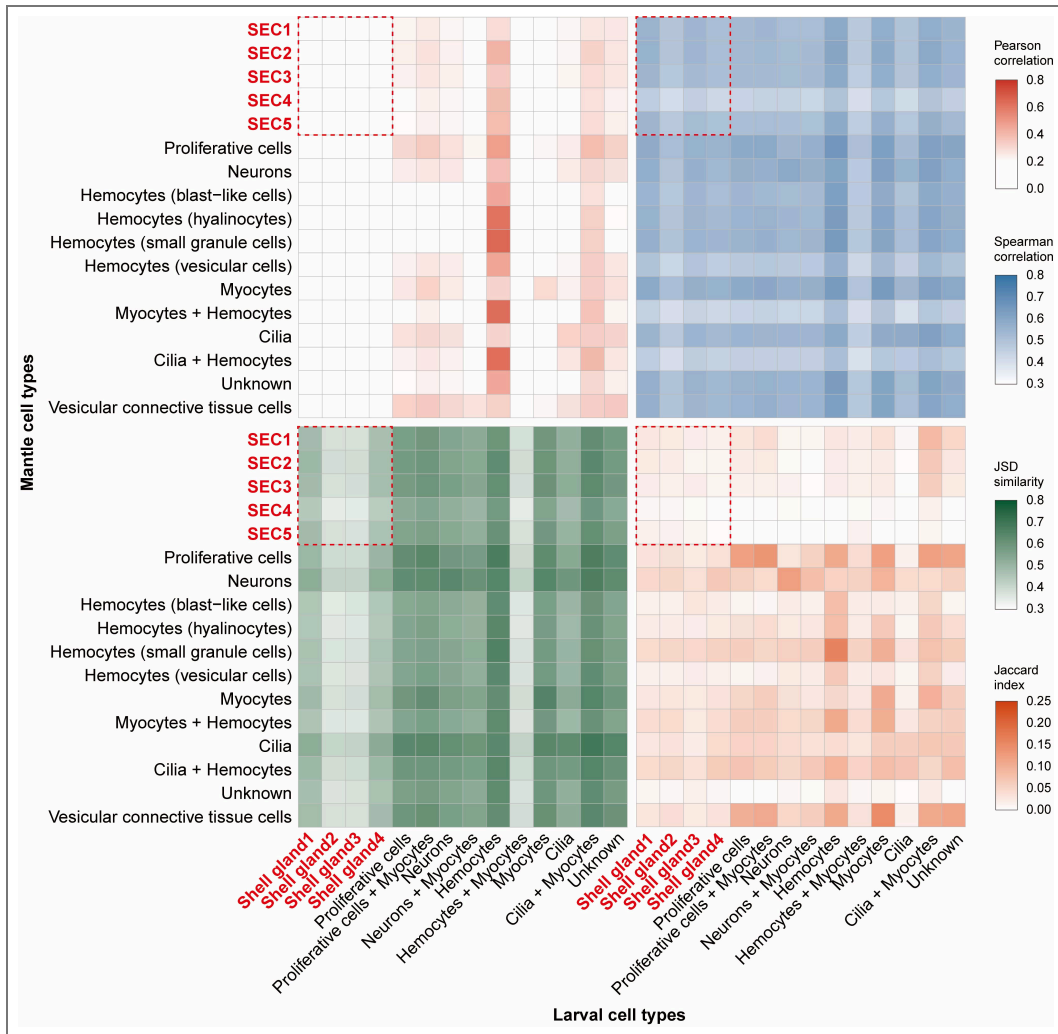 SEC1
SEC2
SEC3
SEC4
SEC5
Proliferative cells
Neurons
Hemocytes (blast−like cells)
Hemocytes (hyalinocytes)
Hemocytes (small granule cells)
Hemocytes (vesicular cells)
Myocytes
Myocytes + Hemocytes
Cilia
Cilia + Hemocytes
Unknown
Vesicular connective tissue cells
Mantle cell types
SEC1
SEC2
SEC3
SEC4
SEC5
Proliferative cells
Neurons
Hemocytes (blast−like cells)
Hemocytes (hyalinocytes)
Hemocytes (small granule cells)
Hemocytes (vesicular cells)
Myocytes
Myocytes + Hemocytes
Cilia
Cilia + Hemocytes
Unknown
Vesicular connective tissue cells
Shell gland1
Shell gland2
Shell gland3
Shell gland4
Proliferative cells
Proliferative cells + Myocytes
Neurons
Neurons + Myocytes
Hemocytes
Hemocytes + Myocytes
Myocytes
Cilia
Cilia + Myocytes
Unknown
Shell gland1
Shell gland2
Shell gland3
Shell gland4
Proliferative cells
Proliferative cells + Myocytes
Neurons
Neurons + Myocytes
Hemocytes
Hemocytes + Myocytes
Myocytes
Cilia
Cilia + Myocytes
Unknown
Larval cell types
Pearson
correlation
0.8
0.6
0.4
0.2
0.0
Spearman
correlation
0.8
0.7
0.6
0.5
0.4
0.3
JSD
similarity
0.8
0.7
0.6
0.5
0.4
0.3
Jaccard
index
0.25
0.20
0.15
0.10
0.05
0.00